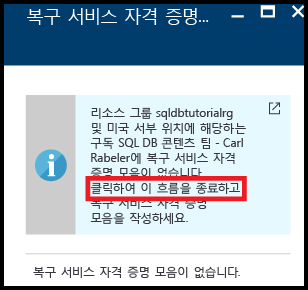 복구 서비스 자격 증명...
리소스 그룹 sqldbtutorialrg
및 미국 서부 위치에 해당하는
구독 SQL DB 콘텐츠 팀 - Carl
Rabeler에 복구 서비스 자격
증명 모음이 없습니다.
클릭하여 이 흐름을 종료하고
복구 서비스 자격 증명
모음을 작성하세요.
복구 서비스 자격 증명 모음이 없습니다.